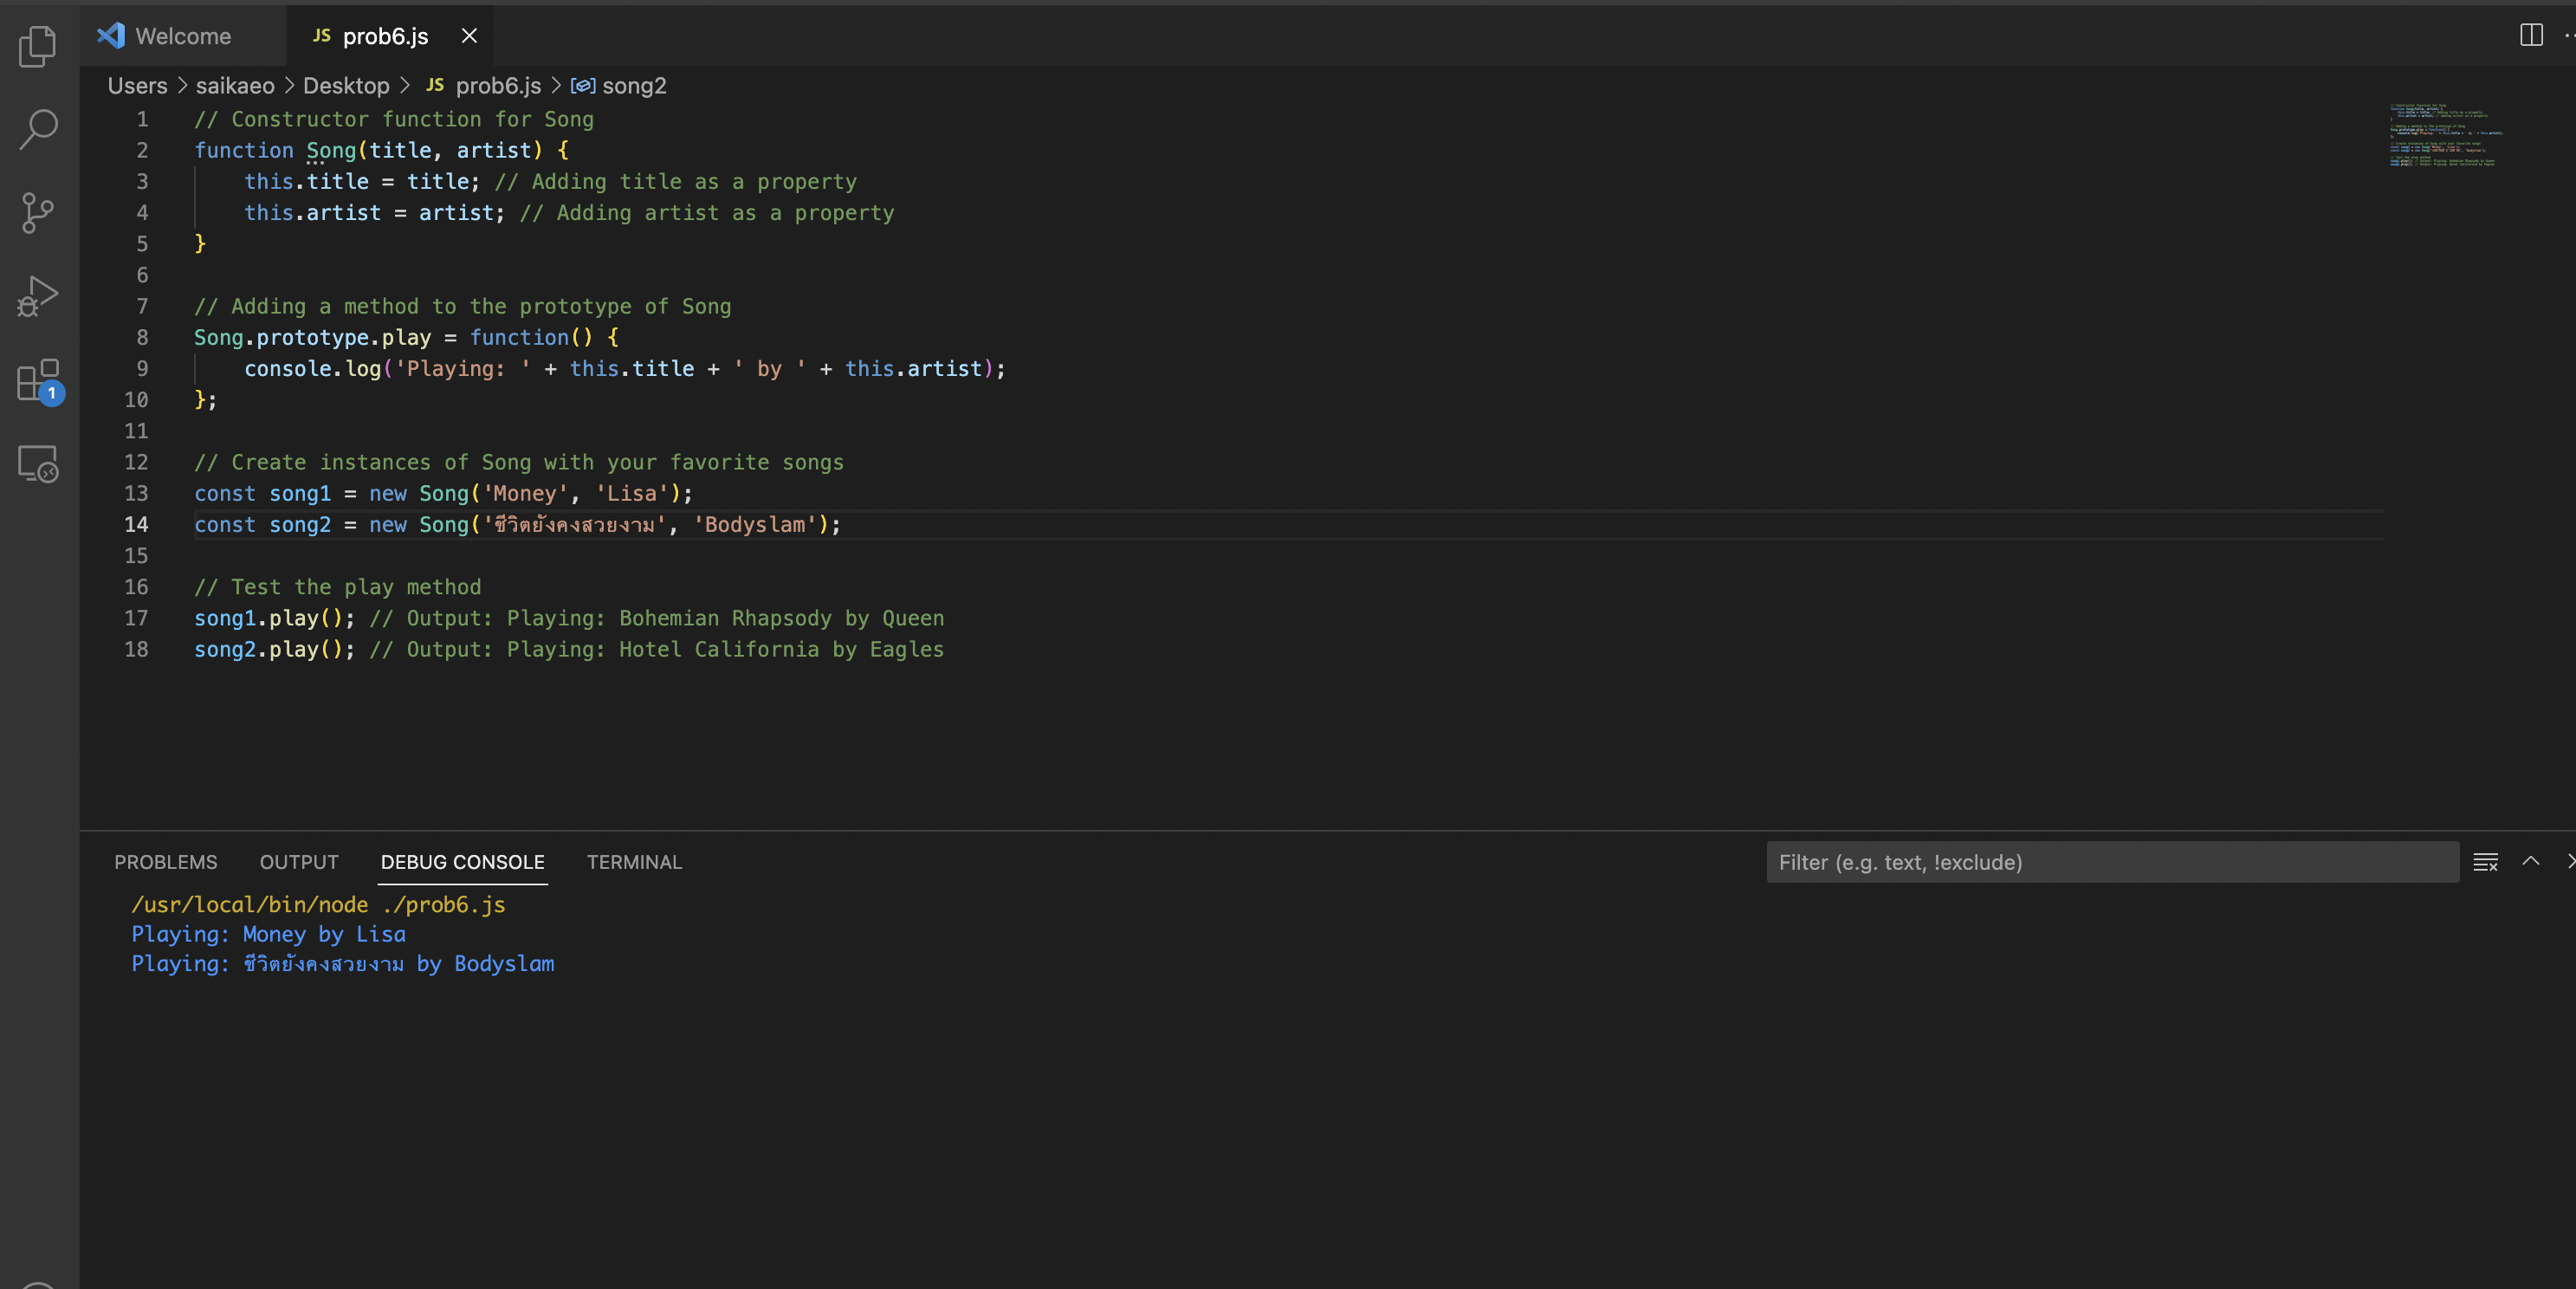 Welcome
JS prob6.js
Users > saikaeo > Desktop > JS prob6.js > song2
1 // Constructor function for Song
2 function Song(title, artist) {
3 this.title = title; // Adding title as a property
4 this.artist = artist; // Adding artist as a property
5 }
6
7 // Adding a method to the prototype of Song
8 Song.prototype.play = function() {
9 console.log('Playing: ' + this.title + ' by ' + this.artist);
10 };
11
12 // Create instances of Song with your favorite songs
13 const song1 = new Song('Money', 'Lisa');
14 const song2 = new Song('ชีวิตยังคงสวยงาม', 'Bodyslam');
15
16 // Test the play method
17 song1.play(); // Output: Playing: Bohemian Rhapsody by Queen
18 song2.play(); // Output: Playing: Hotel California by Eagles
1
PROBLEMS OUTPUT DEBUG CONSOLE TERMINAL
Filter (e.g. text, !exclude)
/usr/local/bin/node ./prob6.js
Playing: Money by Lisa
Playing: ชีวิตยังคงสวยงาม by Bodyslam